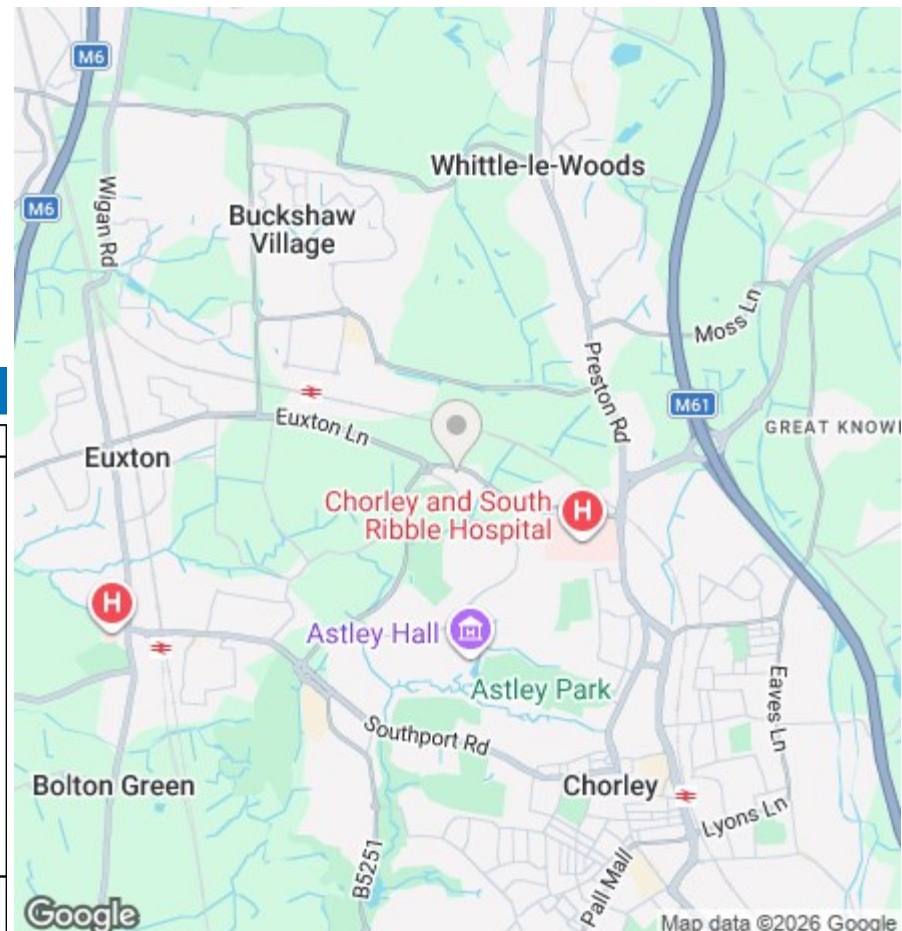 M6
Whittle-le-Woods
M6
Wigan Rd
Buckshaw
Village
Moss Ln
Preston Rd
M61
GREAT KNOWL
Euxton Ln
Euxton
Chorley and South
Ribble Hospital
H
H
Astley Hall
Astley Park
Eaves Ln
Southport Rd
Bolton Green
Chorley
Lyons Ln
B5251
Pall Mall
Google
Map data ©2026 Google